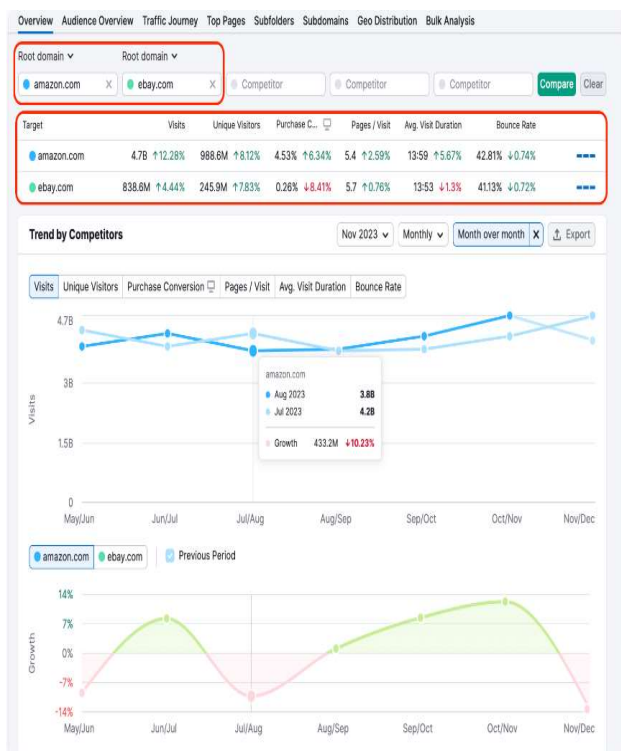 Overview Audience Overview Traffic Journey Top Pages Subfolders Subdomains Geo Distribution Bulk Analysis
Root domain Root domain
amazon.com X ebay.com X Competitor Competitor Competitor Compare Clear
Target Visits Unique Visitors Purchase C... Pages / Visit Avg. Visit Duration Bounce Rate
amazon.com 4.7B ↑12.28% 988.6M ↑8.12% 4.53% ↑6.34% 5.4 ↑2.59% 13:59 ↑5.67% 42.81% ↓0.74%
ebay.com 838.6M ↑4.44% 245.9M ↑7.83% 0.26% ↓8.41% 5.7 ↑0.76% 13:53 ↓1.3% 41.13% ↓0.72%
Trend by Competitors Nov 2023 Monthly Month over month X Export
Visits Unique Visitors Purchase Conversion Pages / Visit Avg. Visit Duration Bounce Rate
4.7B
3B
1.5B
0
Visits
amazon.com
Aug 2023 3.8B
Jul 2023 4.2B
Growth 433.2M ↓10.23%
May/Jun Jun/Jul Jul/Aug Aug/Sep Sep/Oct Oct/Nov Nov/Dec
amazon.com ebay.com Previous Period
14%
7%
0%
-7%
-14%
Growth
May/Jun Jun/Jul Jul/Aug Aug/Sep Sep/Oct Oct/Nov Nov/Dec